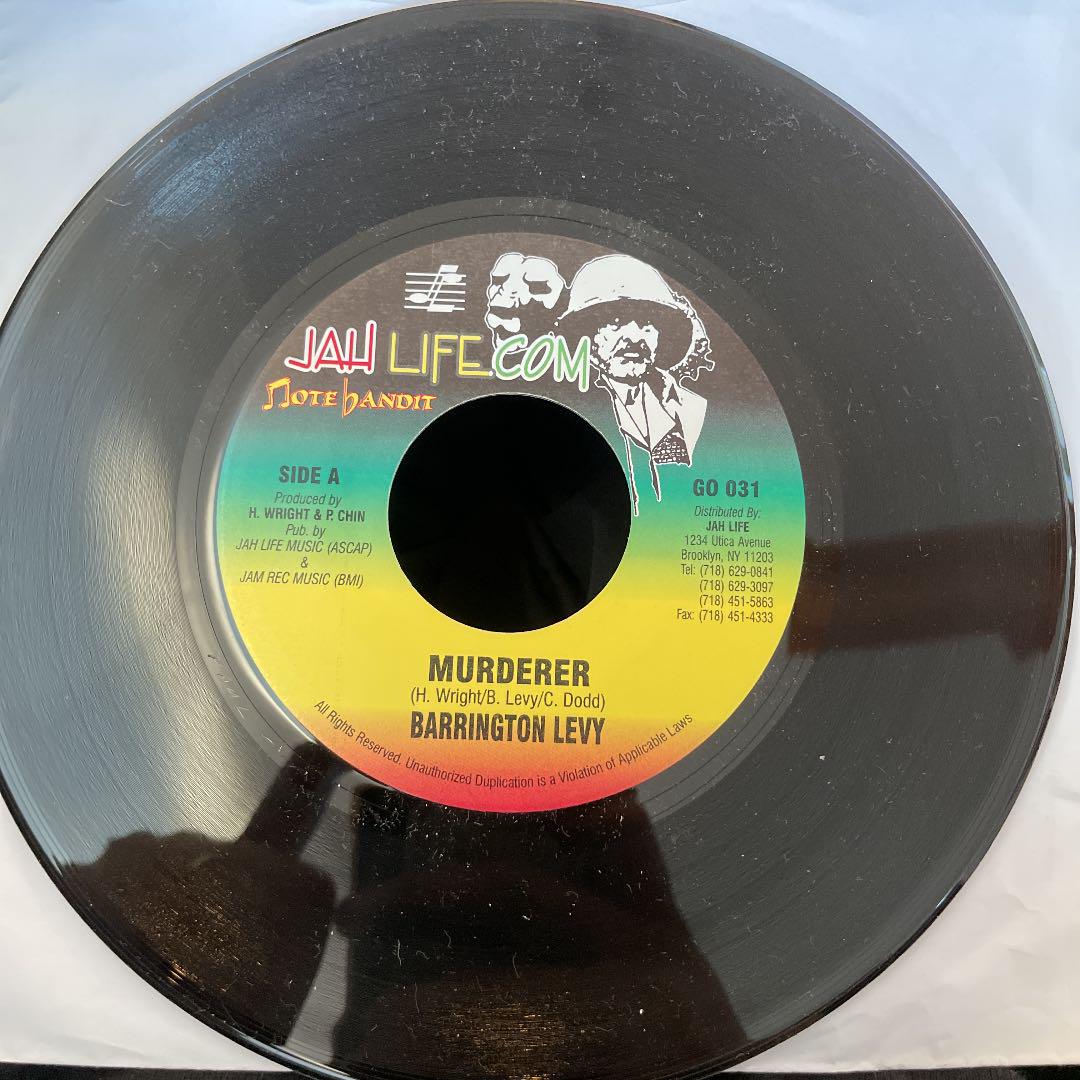 JAH LIFE.COM
NOTE BANDIT
SIDE A
Produced by
H. WRIGHT & P. CHIN
Pub. by
JAH LIFE MUSIC (ASCAP)
&
JAM REC MUSIC (BMI)
GO 031
Distributed By:
JAH LIFE
1234 Utica Avenue
Brooklyn, NY 11203
Tel: (718) 629-0841
(718) 629-3097
(718) 451-5863
Fax: (718) 451-4333
MURDERER
(H. Wright/B. Levy/C. Dodd)
BARRINGTON LEVY
All Rights Reserved. Unauthorized Duplication is a Violation of Applicable Laws